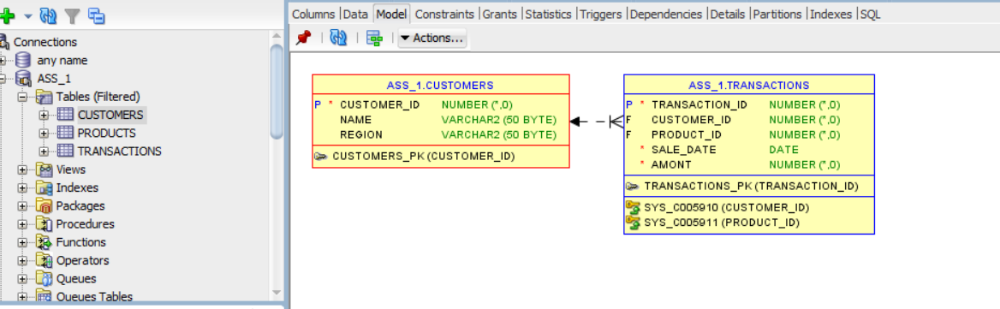 Columns |Data |Model |Constraints |Grants |Statistics |Triggers |Dependencies |Details |Partitions |Indexes |SQL
Actions...
Connections
any name
ASS_1
Tables (Filtered)
CUSTOMERS
PRODUCTS
TRANSACTIONS
Views
Indexes
Packages
Procedures
Functions
Operators
Queues
Queues Tables
ASS_1.CUSTOMERS
P * CUSTOMER_ID NUMBER (*,0)
NAME VARCHAR2 (50 BYTE)
REGION VARCHAR2 (50 BYTE)
CUSTOMERS_PK (CUSTOMER_ID)
ASS_1.TRANSACTIONS
P * TRANSACTION_ID NUMBER (*,0)
F CUSTOMER_ID NUMBER (*,0)
F PRODUCT_ID NUMBER (*,0)
* SALE_DATE DATE
* AMONT NUMBER (*,0)
TRANSACTIONS_PK (TRANSACTION_ID)
SYS_C005910 (CUSTOMER_ID)
SYS_C005911 (PRODUCT_ID)